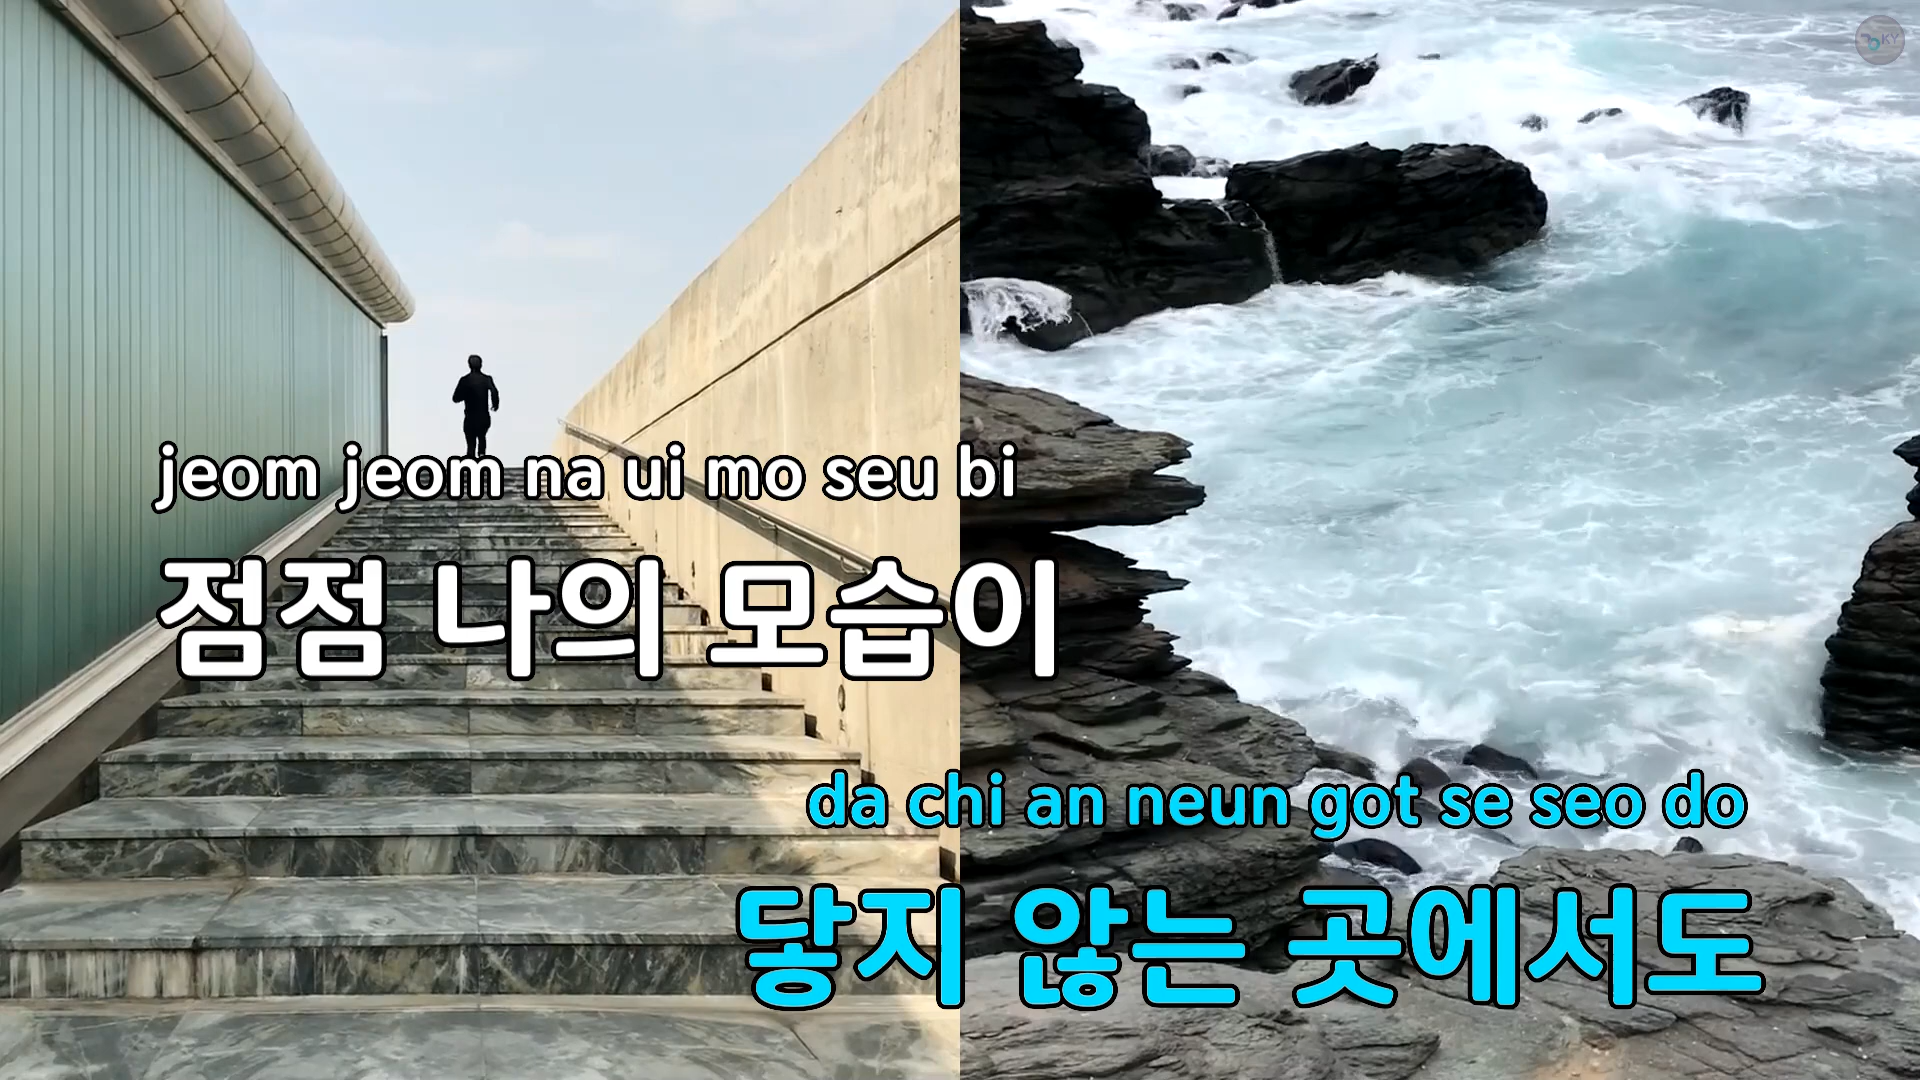 jeom jeom na ui mo seu bi
점점 나의 모습이
da chi an neun got se seo do
닿지 않는 곳에서도